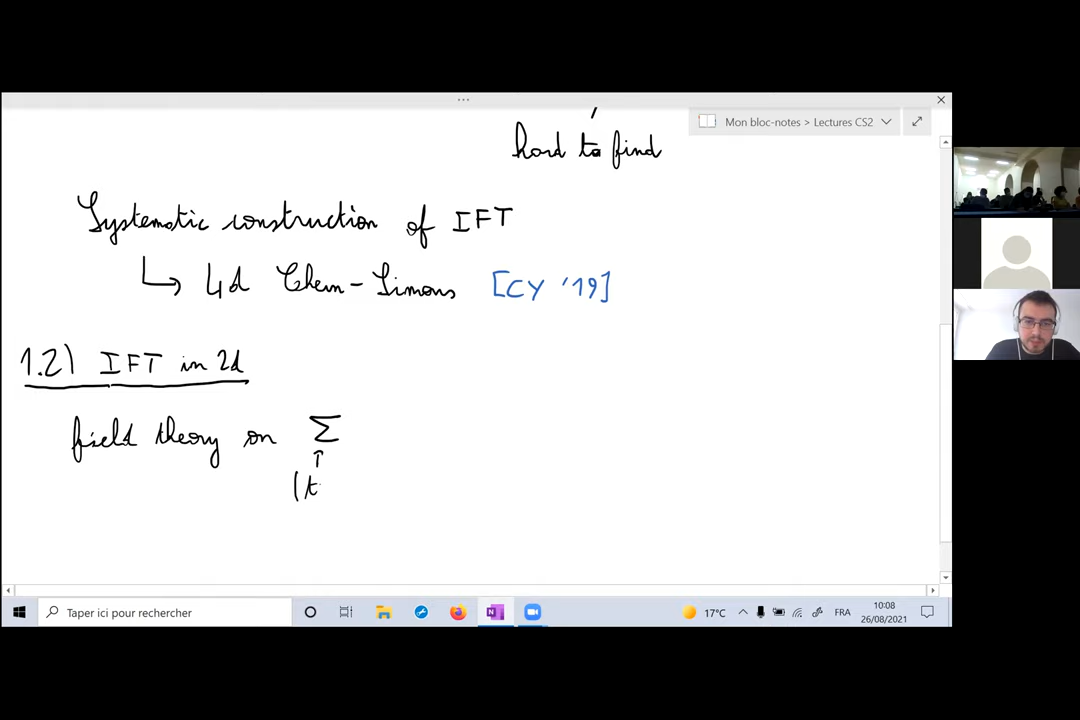 Mon bloc-notes > Lectures CS2
hard to find
Systematic construction of IFT
↳ 4d Chern-Simons [CY '19]
1.2) IFT in 2d
field theory on Σ
↑
(t
Taper ici pour rechercher
17°C
FRA
10:08
26/08/2021